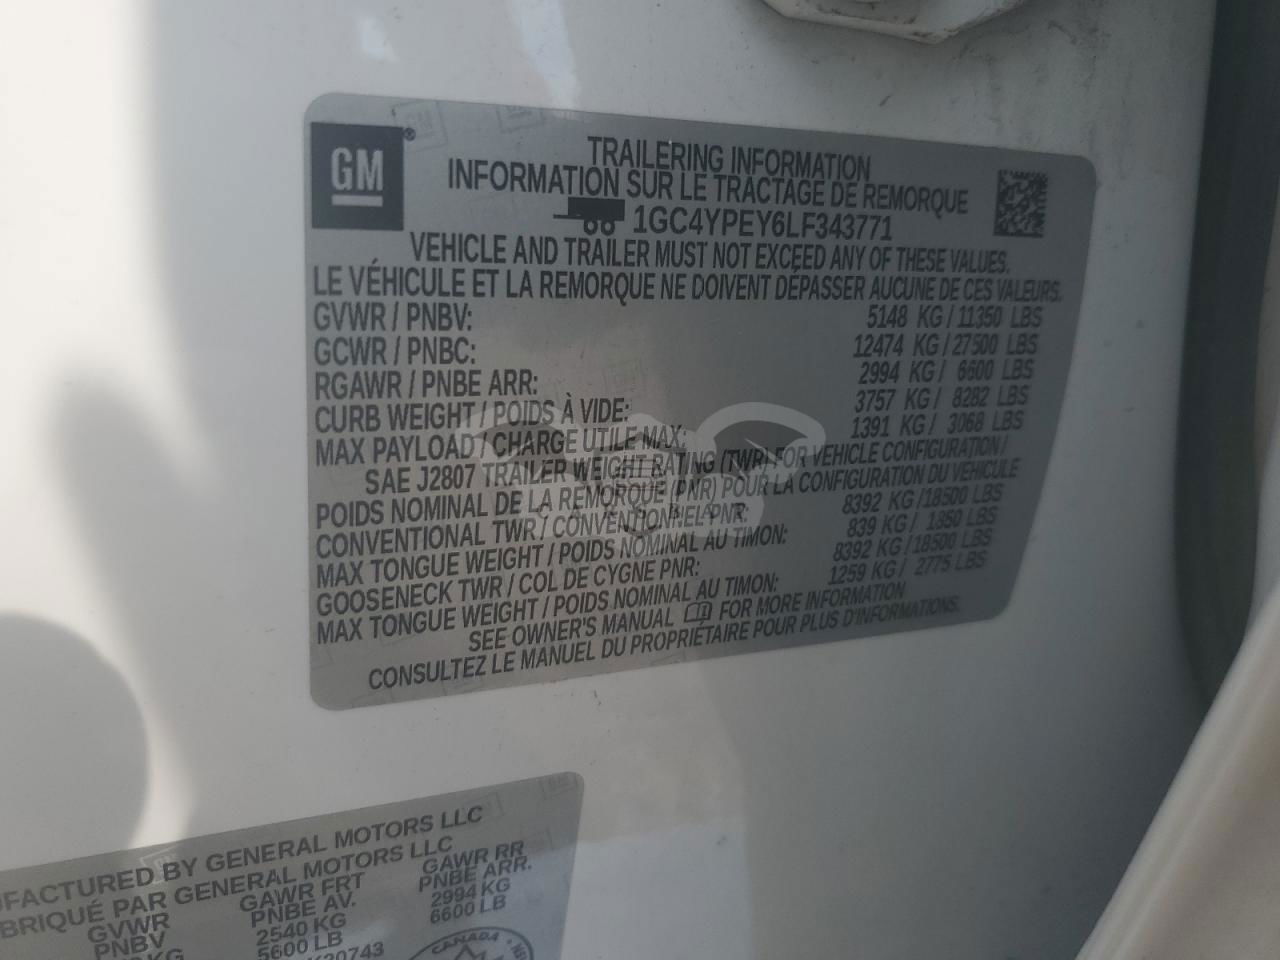 GM®
TRAILERING INFORMATION
INFORMATION SUR LE TRACTAGE DE REMORQUE
1GC4YPEY6LF343771
VEHICLE AND TRAILER MUST NOT EXCEED ANY OF THESE VALUES.
LE VÉHICULE ET LA REMORQUE NE DOIVENT DÉPASSER AUCUNE DE CES VALEURS.
GVWR / PNBV: 5148 KG / 11350 LBS
GCWR / PNBC: 12474 KG / 27500 LBS
RGAWR / PNBE ARR: 2994 KG / 6600 LBS
CURB WEIGHT / POIDS À VIDE: 3757 KG / 8282 LBS
MAX PAYLOAD / CHARGE UTILE MAX: 1391 KG / 3068 LBS
SAE J2807 TRAILER WEIGHT RATING (TWR) FOR VEHICLE CONFIGURATION /
POIDS NOMINAL DE LA REMORQUE (PNR) POUR LA CONFIGURATION DU VÉHICULE
CONVENTIONAL TWR / CONVENTIONNEL PNR: 8392 KG / 18500 LBS
MAX TONGUE WEIGHT / POIDS NOMINAL AU TIMON: 839 KG / 1850 LBS
GOOSENECK TWR / COL DE CYGNE PNR: 8392 KG / 18500 LBS
MAX TONGUE WEIGHT / POIDS NOMINAL AU TIMON: 1259 KG / 2775 LBS
SEE OWNER'S MANUAL FOR MORE INFORMATION
CONSULTEZ LE MANUEL DU PROPRIÉTAIRE POUR PLUS D'INFORMATIONS.
UFACTURED BY GENERAL MOTORS LLC
BRIQUÉ PAR GENERAL MOTORS LLC
GVWR GAWR FRT GAWR RR
PNBV PNBE AV. PNBE ARR.
KG 2540 KG 2994 KG
5600 LB 6600 LB
K20743
CANADA